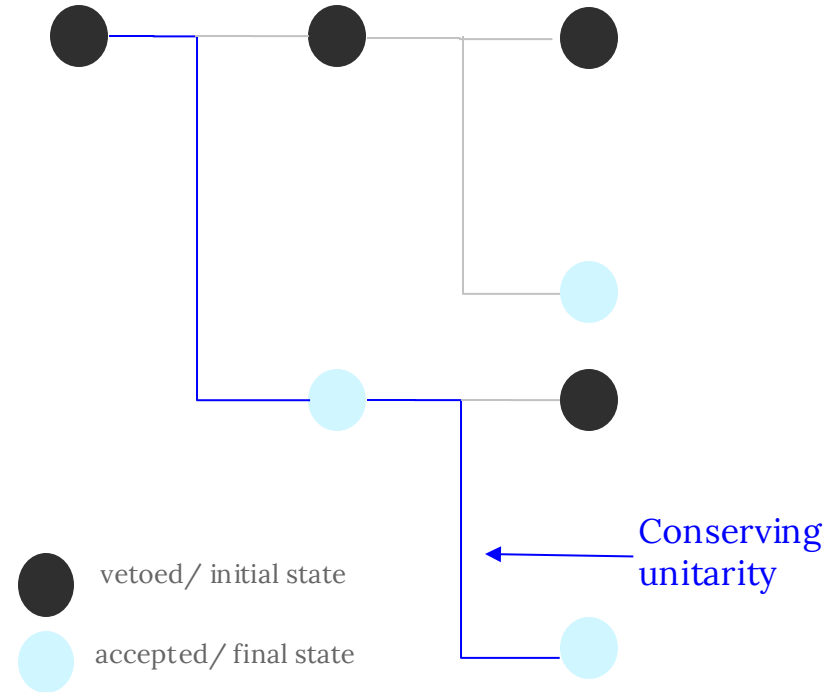 Conserving
unitarity
vetoed/ initial state
accepted/ final state